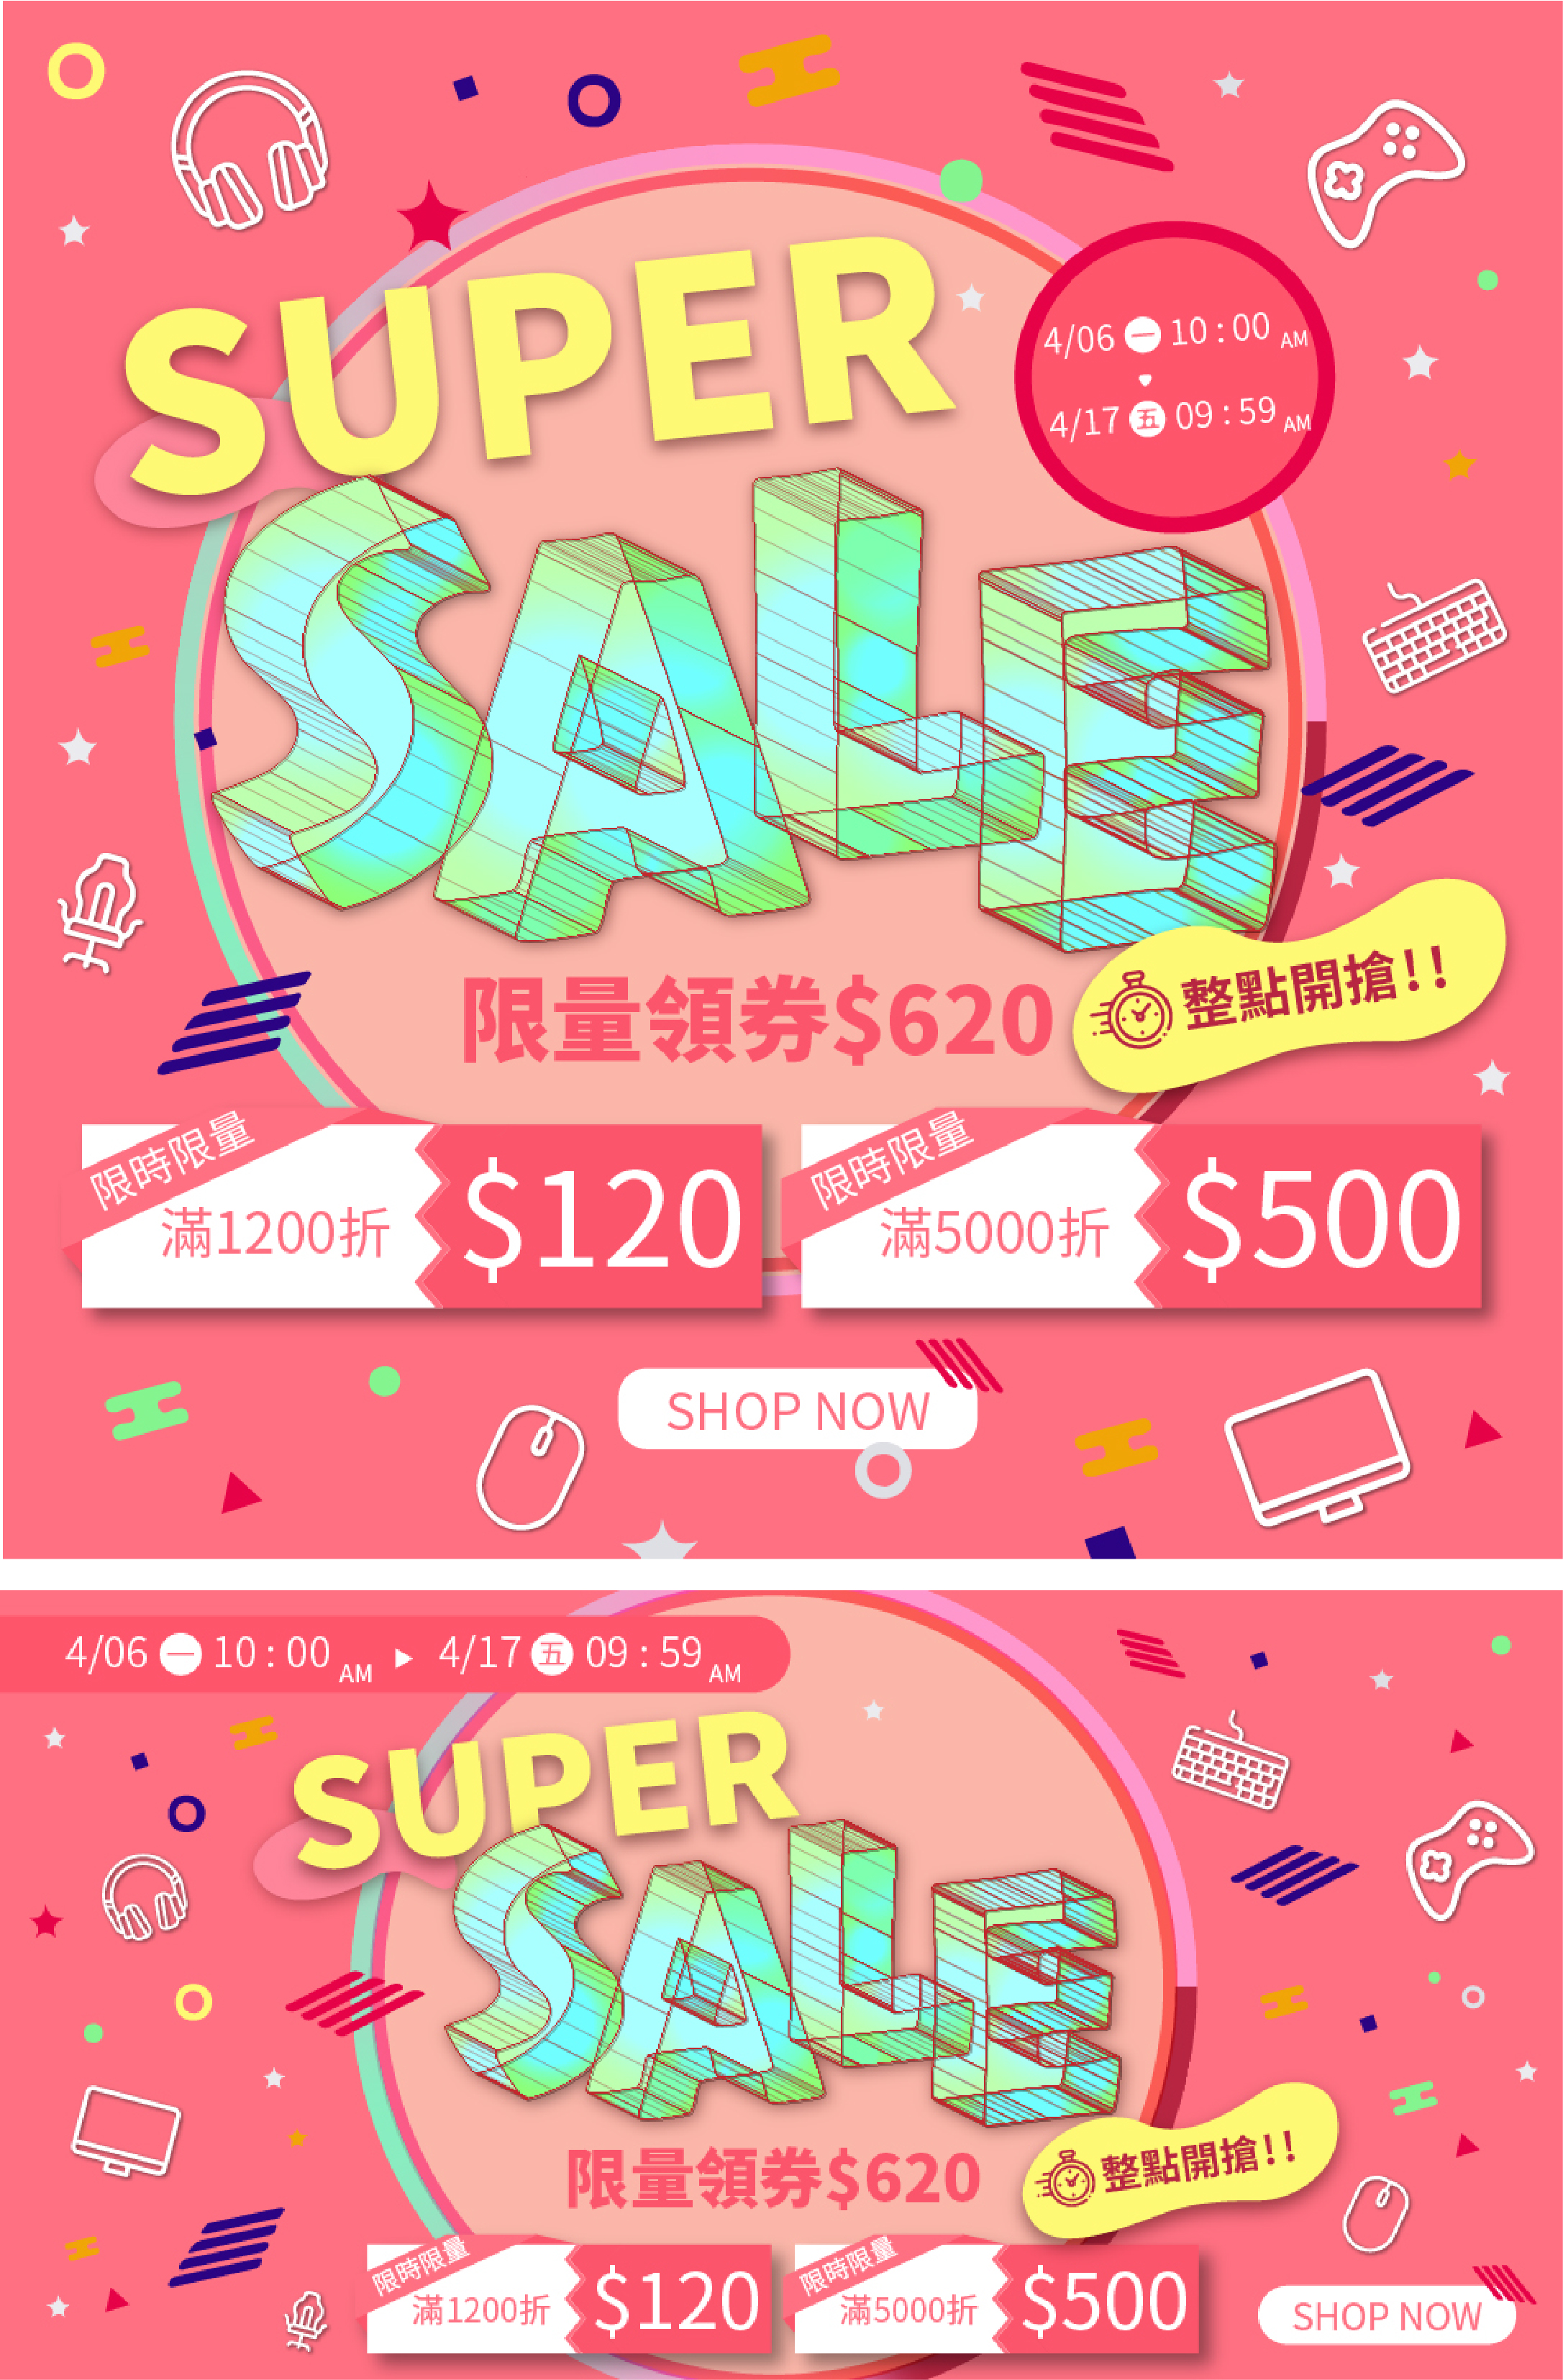 SUPER
4/06 一 10:00 AM
4/17 五 09:59 AM
SALE
限量領券$620
整點開搶!!
限時限量
滿1200折
$120
限時限量
滿5000折
$500
SHOP NOW
4/06 一 10:00 AM ▶ 4/17 五 09:59 AM
SUPER
SALE
限量領券$620
整點開搶!!
限時限量
滿1200折
$120
限時限量
滿5000折
$500
SHOP NOW